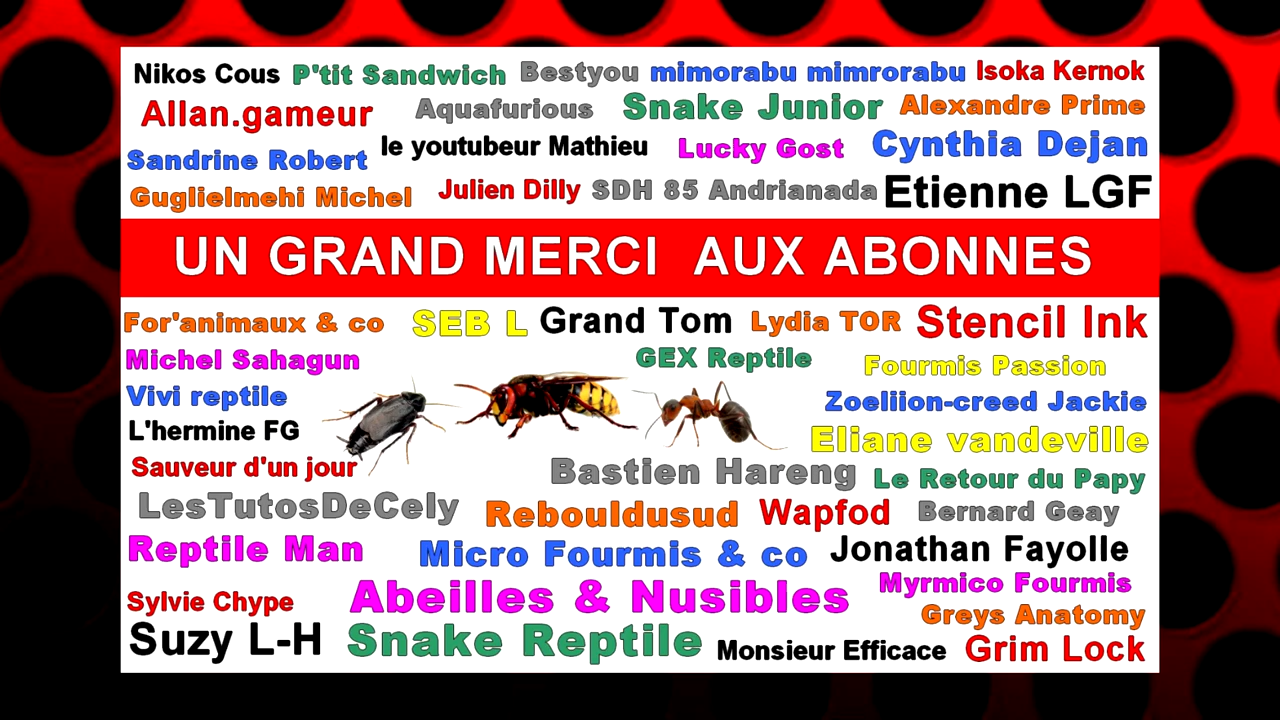 Nikos Cous P'tit Sandwich Bestyou mimorabu mimrorabu Isoka Kernok
Allan.gameur Aquafurious Snake Junior Alexandre Prime
Sandrine Robert le youtubeur Mathieu Lucky Gost Cynthia Dejan
Guglielmehi Michel Julien Dilly SDH 85 Andrianada Etienne LGF
UN GRAND MERCI AUX ABONNES
For'animaux & co SEB L Grand Tom Lydia TOR Stencil Ink
Michel Sahagun GEX Reptile Fourmis Passion
Vivi reptile Zoeliion-creed Jackie
L'hermine FG Eliane vandeville
Sauveur d'un jour Bastien Hareng Le Retour du Papy
LesTutosDeCely Rebouldusud Wapfod Bernard Geay
Reptile Man Micro Fourmis & co Jonathan Fayolle
Sylvie Chype Abeilles & Nusibles Myrmico Fourmis
Greys Anatomy
Suzy L-H Snake Reptile Monsieur Efficace Grim Lock